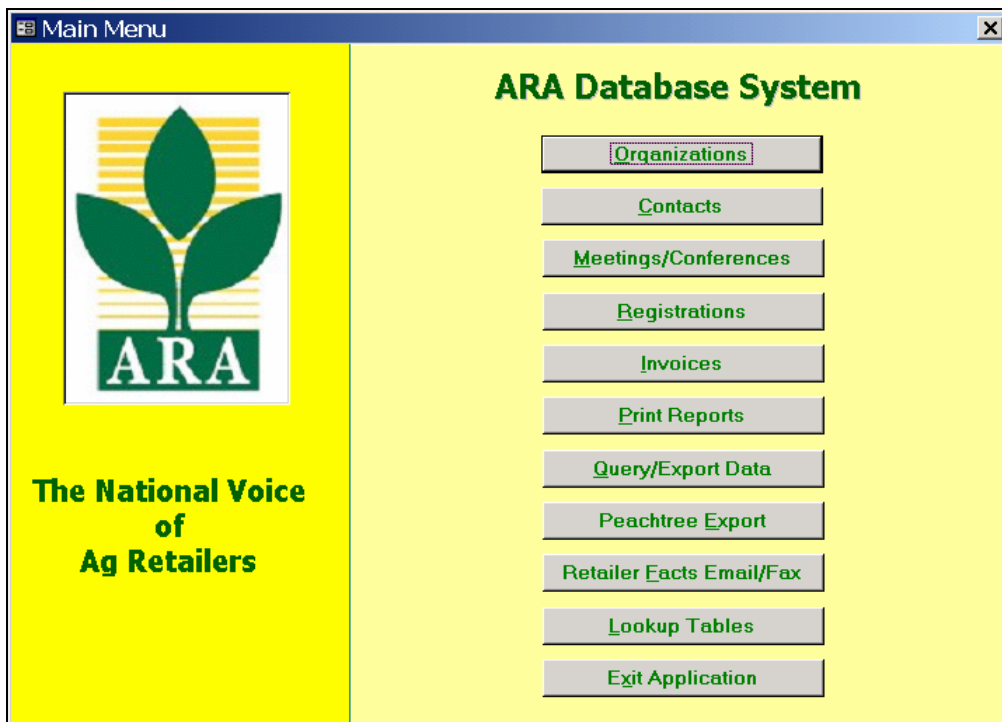 Main Menu
ARA
The National Voice
of
Ag Retailers
ARA Database System
Organizations
Contacts
Meetings/Conferences
Registrations
Invoices
Print Reports
Query/Export Data
Peachtree Export
Retailer Facts Email/Fax
Lookup Tables
Exit Application